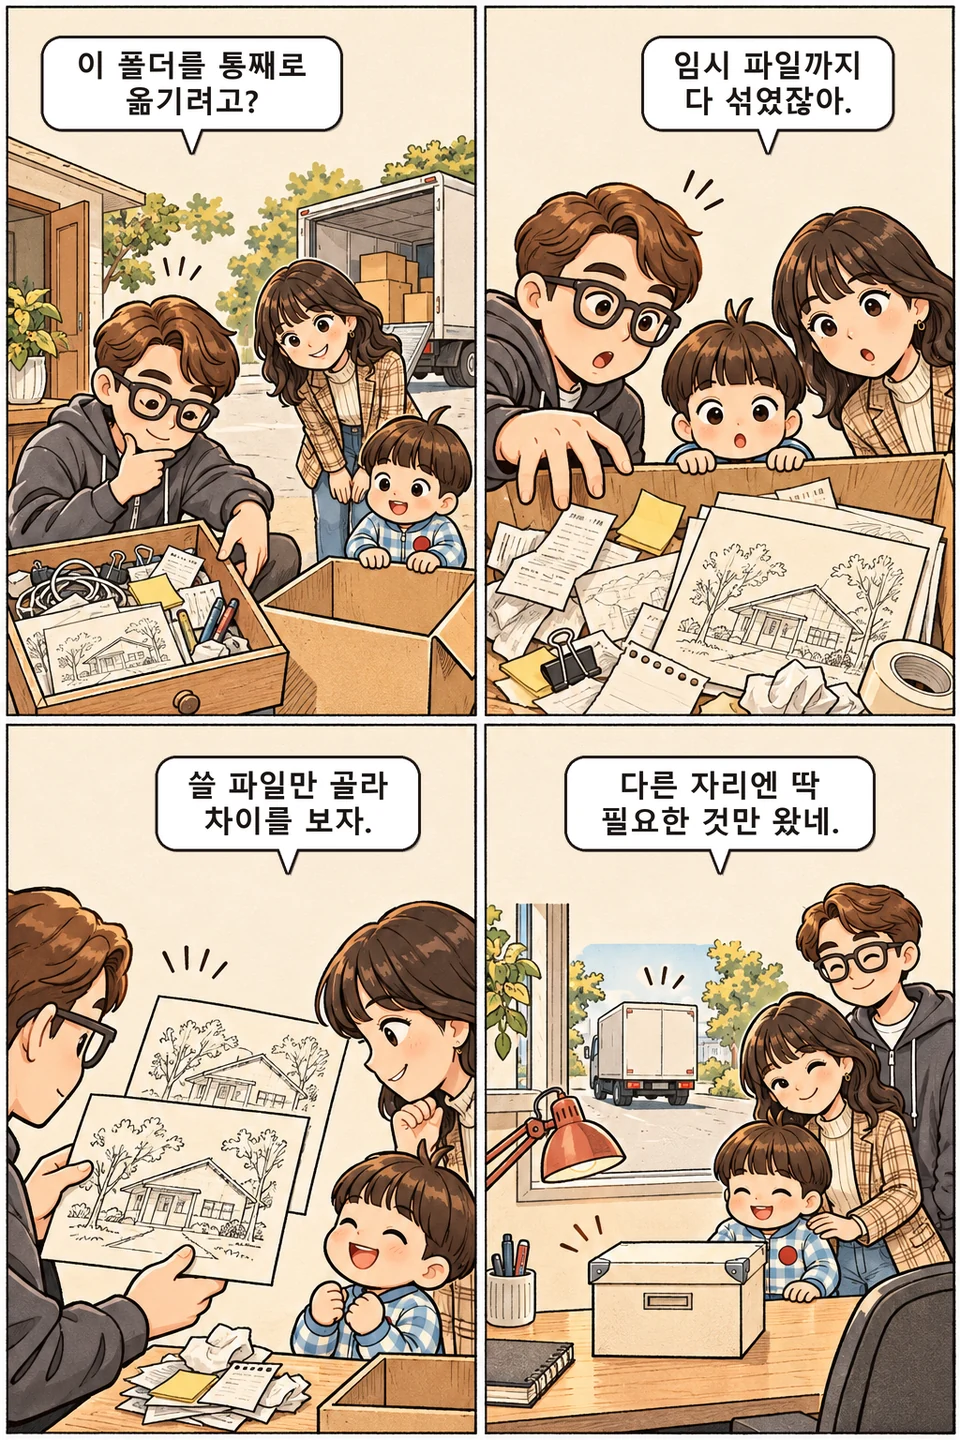 이 폴더를 통째로
옮기려고?
임시 파일까지
다 섞였잖아.
쓸 파일만 골라
차이를 보자.
다른 자리엔 딱
필요한 것만 왔네.